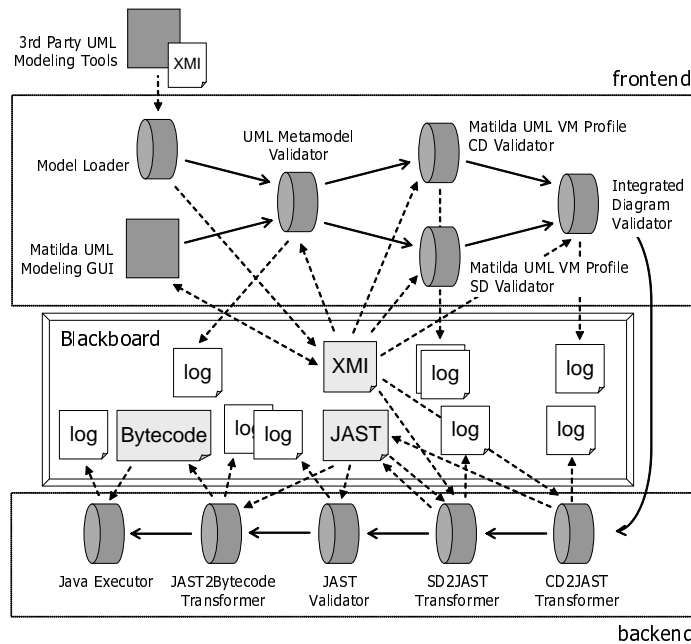 3rd Party UML
Modeling Tools
XMI
frontend
Model Loader
UML Metamodel
Validator
Matilda UML VM Profile
CD Validator
Integrated
Diagram
Validator
Matilda UML
Modeling GUI
Matilda UML VM Profile
SD Validator
Blackboard
log
XMI
log
log
log
Bytecode
log
log
JAST
log
log
Java Executor
JAST2Bytecode
Transformer
JAST
Validator
SD2JAST
Transformer
CD2JAST
Transformer
backend